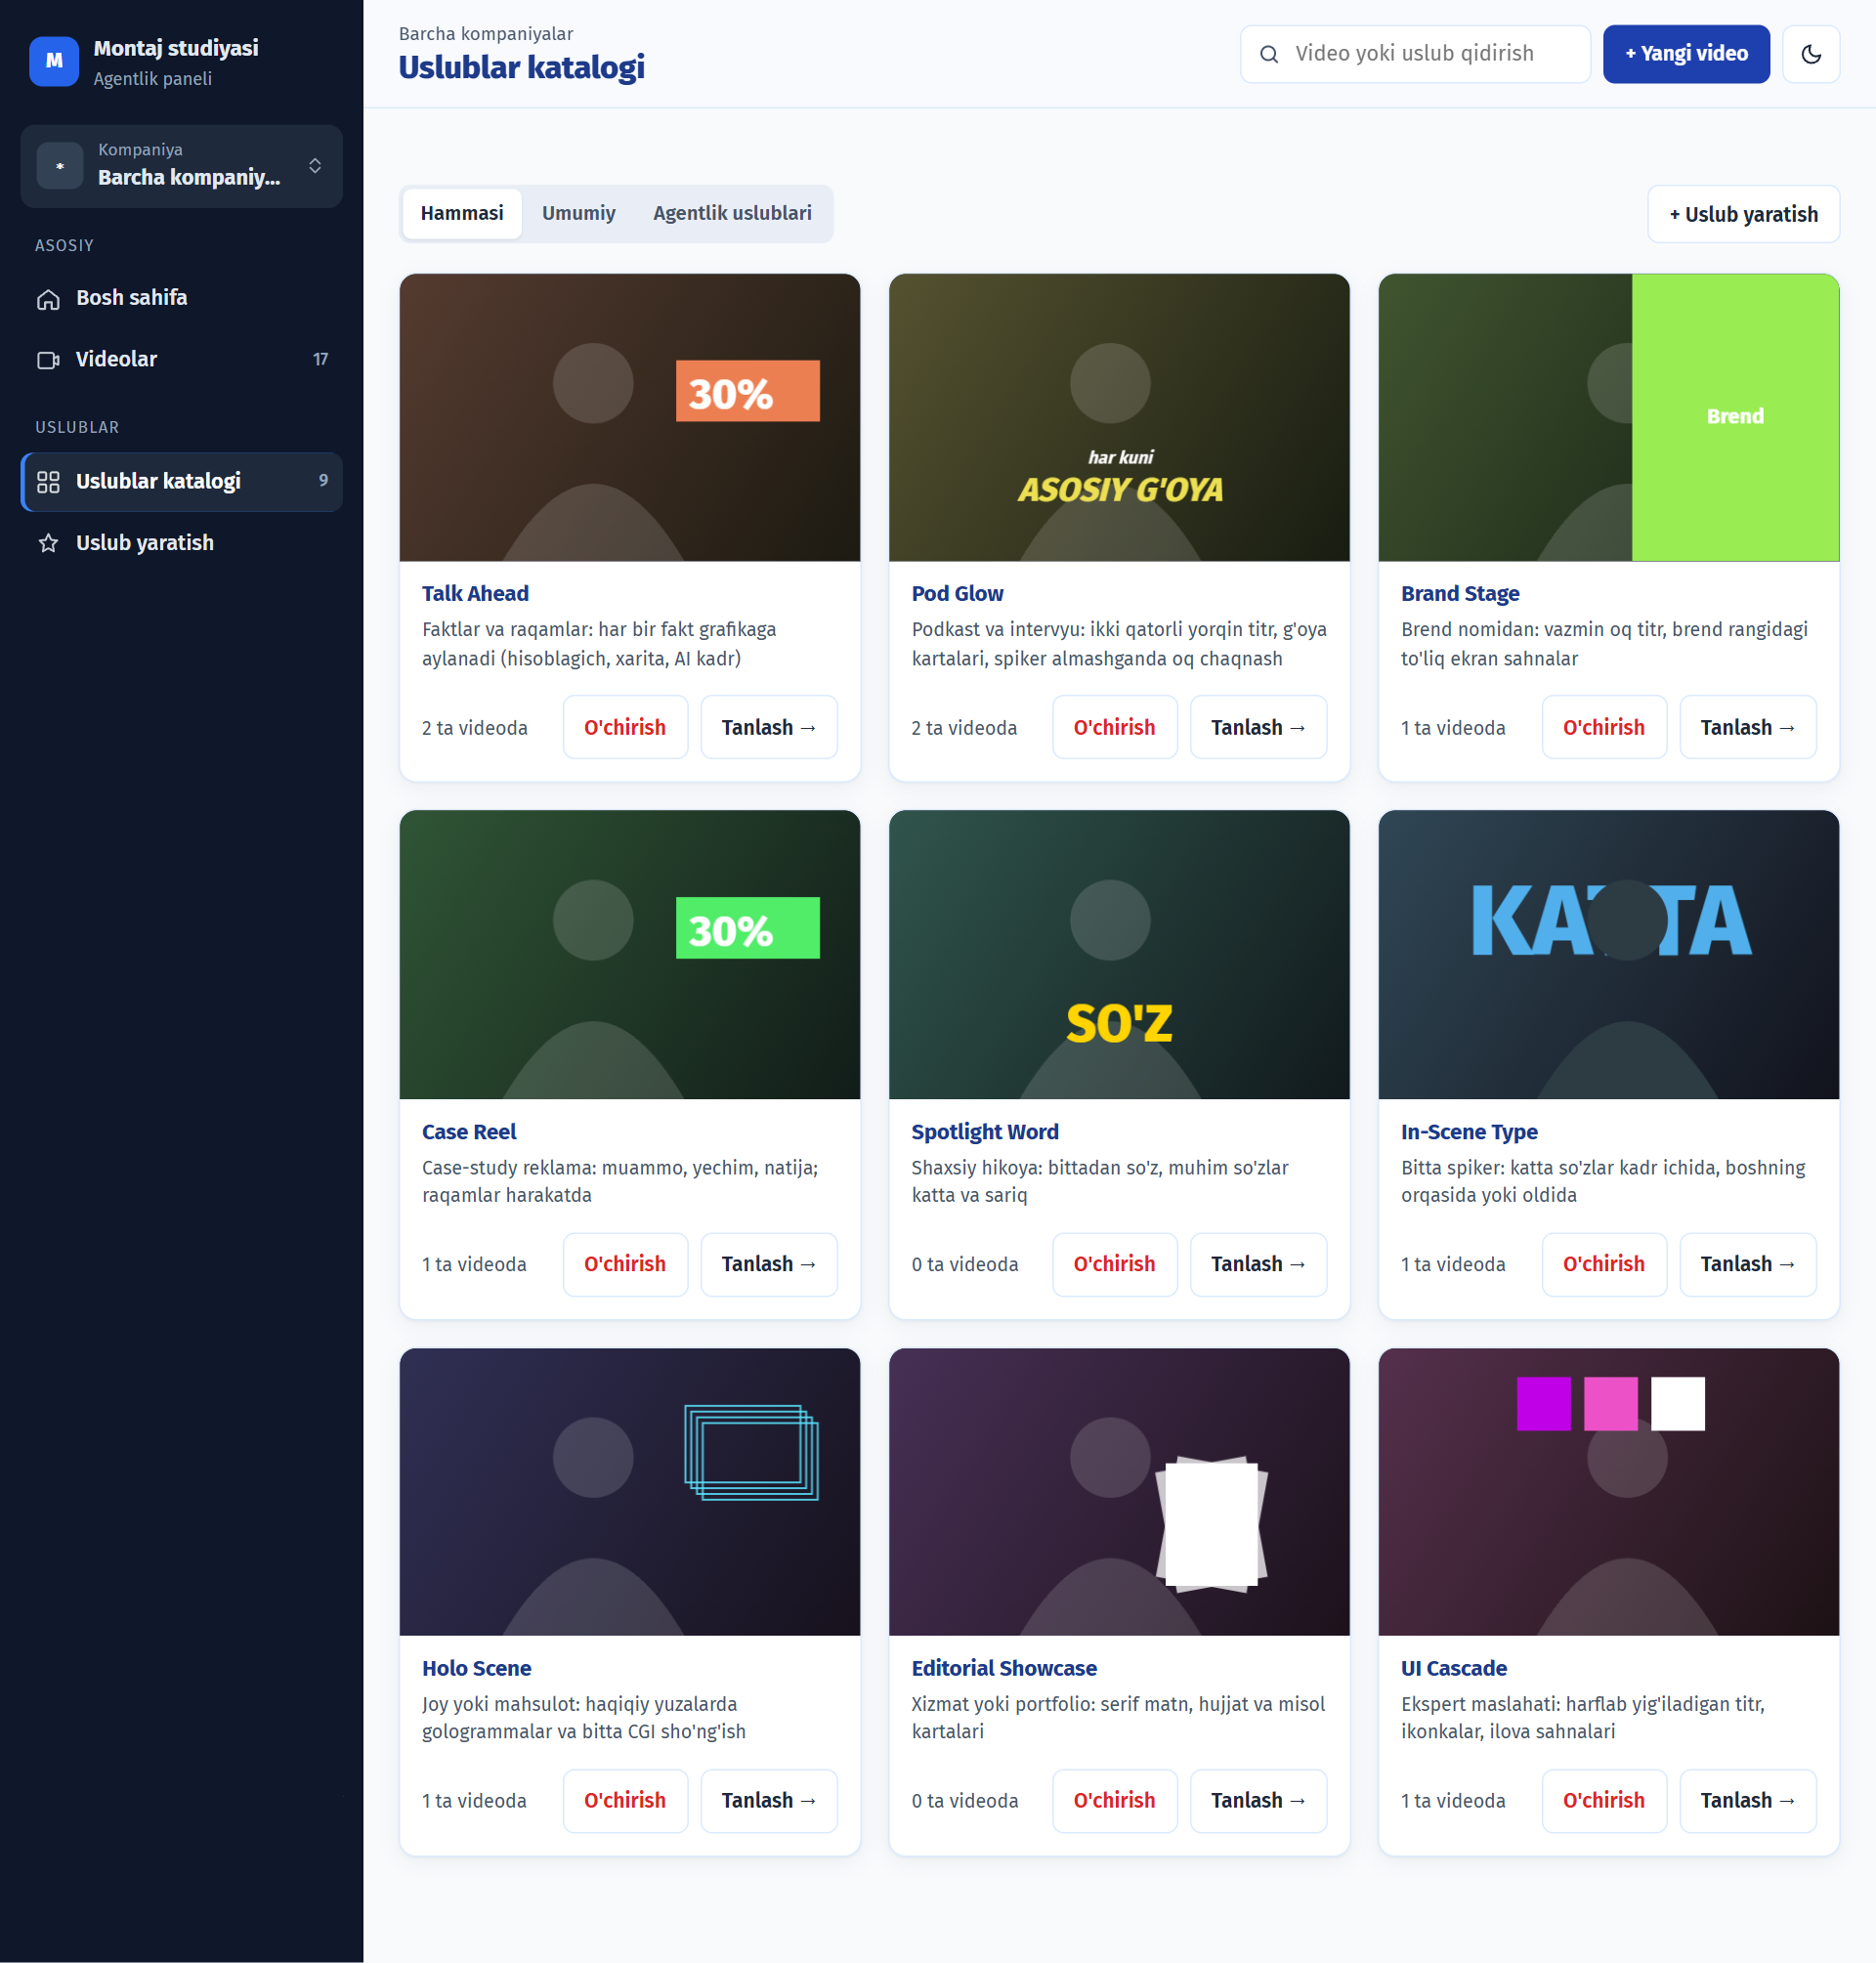 M
Montaj studiyasi
Agentlik paneli
*
Kompaniya
Barcha kompaniy...
ASOSIY
Bosh sahifa
Videolar 17
USLUBLAR
Uslublar katalogi 9
Uslub yaratish
Barcha kompaniyalar
Uslublar katalogi
Video yoki uslub qidirish
+ Yangi video
Hammasi Umumiy Agentlik uslublari
+ Uslub yaratish
30%
Talk Ahead
Faktlar va raqamlar: har bir fakt grafikaga
aylanadi (hisoblagich, xarita, AI kadr)
2 ta videoda O'chirish Tanlash →
har kuni
ASOSIY G'OYA
Pod Glow
Podkast va intervyu: ikki qatorli yorqin titr, g'oya
kartalari, spiker almashganda oq chaqnash
2 ta videoda O'chirish Tanlash →
Brend
Brand Stage
Brend nomidan: vazmin oq titr, brend rangidagi
to'liq ekran sahnalar
1 ta videoda O'chirish Tanlash →
30%
Case Reel
Case-study reklama: muammo, yechim, natija;
raqamlar harakatda
1 ta videoda O'chirish Tanlash →
SO'Z
Spotlight Word
Shaxsiy hikoya: bittadan so'z, muhim so'zlar
katta va sariq
0 ta videoda O'chirish Tanlash →
KATTA
In-Scene Type
Bitta spiker: katta so'zlar kadr ichida, boshning
orqasida yoki oldida
1 ta videoda O'chirish Tanlash →
Holo Scene
Joy yoki mahsulot: haqiqiy yuzalarda
gologrammalar va bitta CGI sho'ng'ish
1 ta videoda O'chirish Tanlash →
Editorial Showcase
Xizmat yoki portfolio: serif matn, hujjat va misol
kartalari
0 ta videoda O'chirish Tanlash →
UI Cascade
Ekspert maslahati: harflab yig'iladigan titr,
ikonkalar, ilova sahnalari
1 ta videoda O'chirish Tanlash →